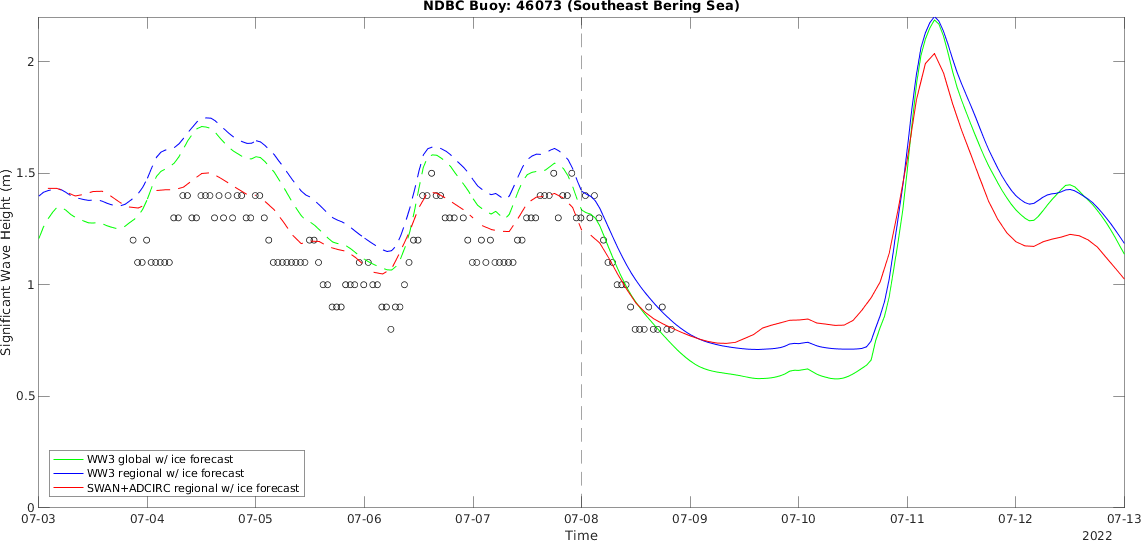 NDBC Buoy: 46073 (Southeast Bering Sea)
2
1.5
1
0.5
0
Significant Wave Height (m)
WW3 global w/ ice forecast
WW3 regional w/ ice forecast
SWAN+ADCIRC regional w/ ice forecast
07-03 07-04 07-05 07-06 07-07 07-08 07-09 07-10 07-11 07-12 07-13
Time
2022